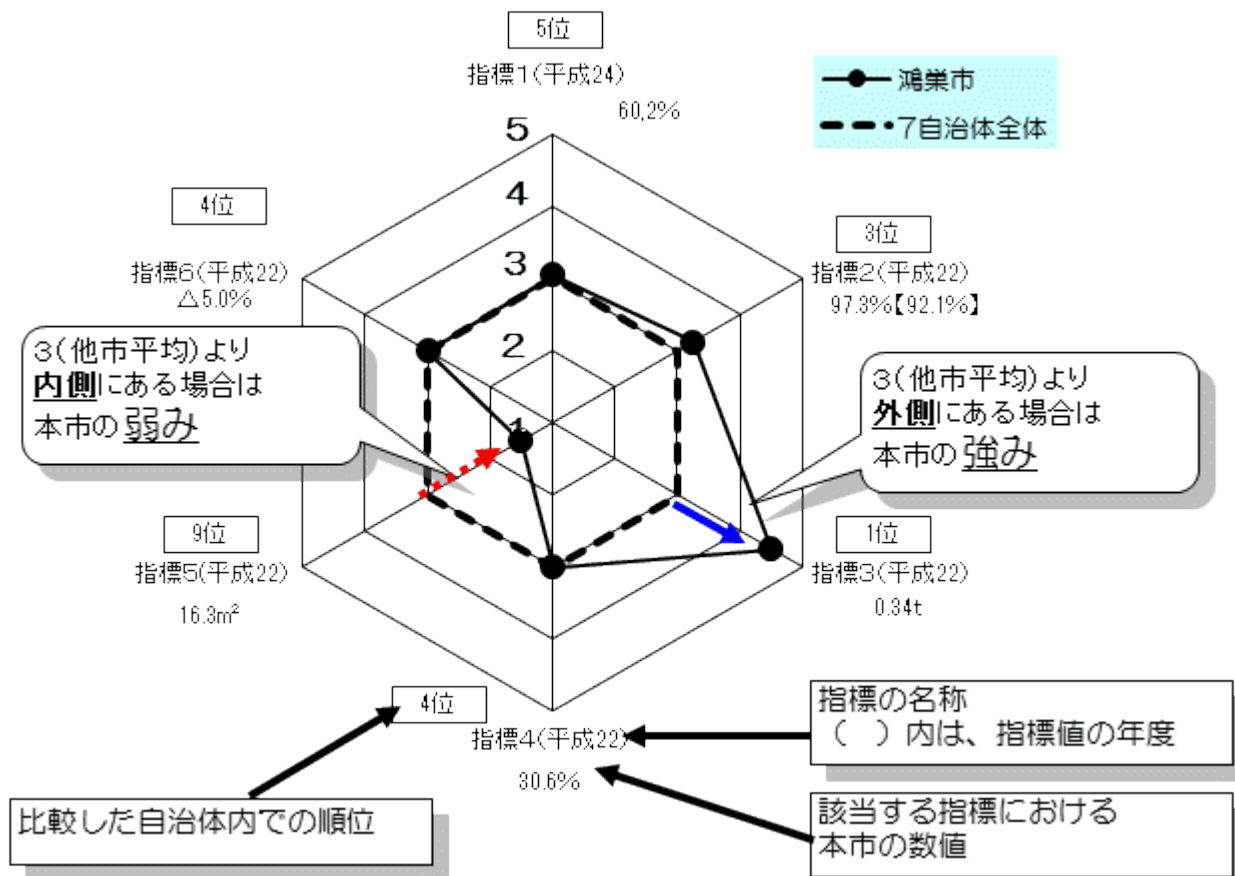 5位
指標1(平成24)
60,2%
鴻巣市
7自治体全体
5
4
3
2
1
4位
指標6(平成22)
△5.0%
3位
指標2(平成22)
97.3%【92.1%】
3(他市平均)より
内側にある場合は
本市の弱み
3(他市平均)より
外側にある場合は
本市の強み
9位
指標5(平成22)
16.3m²
1位
指標3(平成22)
0.34t
4位
指標4(平成22)
30.6%
指標の名称
( )内は、指標値の年度
比較した自治体内での順位
該当する指標における
本市の数値